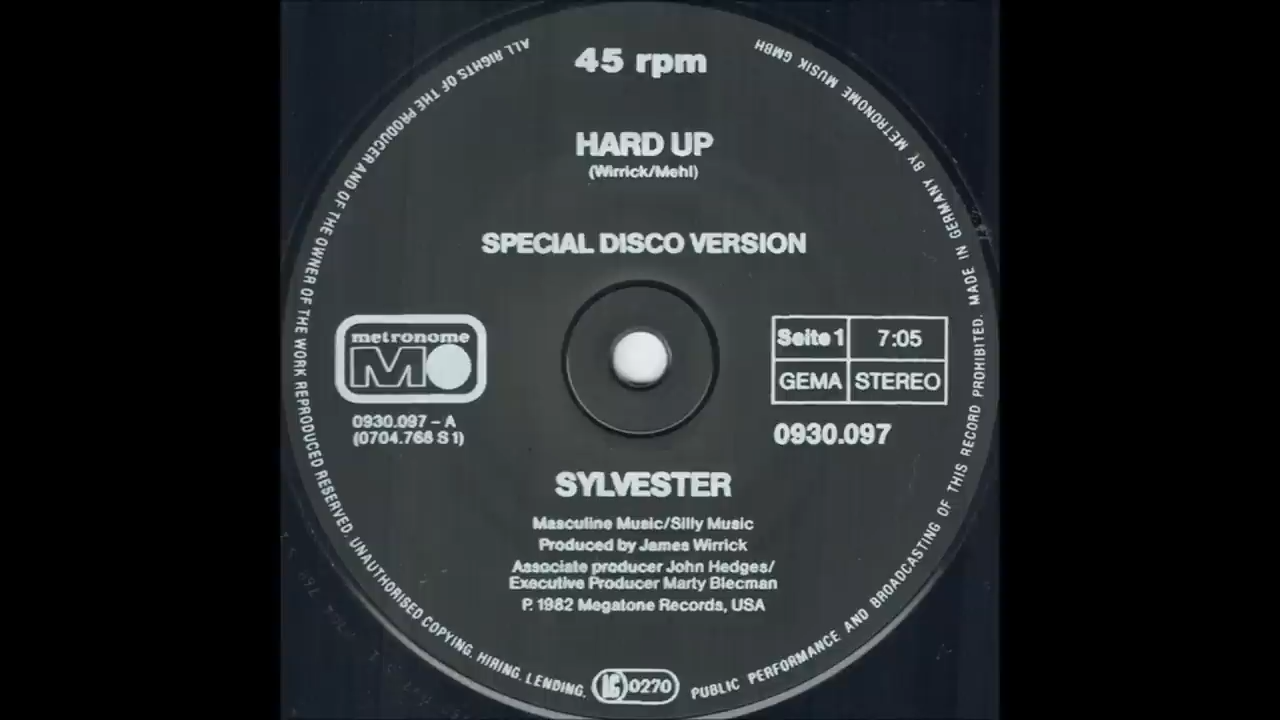 45 rpm
HARD UP
(Wirrick/Mehl)
SPECIAL DISCO VERSION
metronome
MO
0930.097 – A
(0704.768 S 1)
Seite 1 7:05
GEMA STEREO
0930.097
SYLVESTER
Masculine Music/Silly Music
Produced by James Wirrick
Associate producer John Hedges/
Executive Producer Marty Blecman
P. 1982 Megatone Records, USA
LC 0270
ALL RIGHTS OF THE PRODUCER AND OF THE OWNER OF THE WORK REPRODUCED RESERVED. UNAUTHORISED COPYING. HIRING. LENDING. PUBLIC PERFORMANCE AND BROADCASTING OF THIS RECORD PROHIBITED. MADE IN GERMANY BY METRONOME MUSIK GMBH